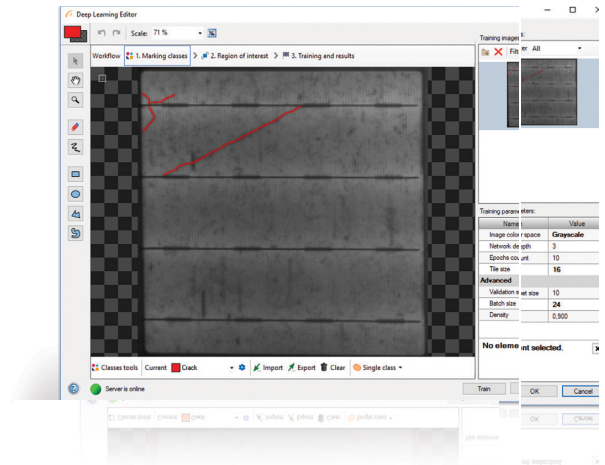 Deep Learning Editor
Scale: 71 %
Workflow 1. Marking classes 2. Region of interest 3. Training and results
Training images
Filter All
Training parameters:
Name Value
Image color space Grayscale
Network depth 3
Epochs count 10
Tile size 16
Advanced
Validation set size 10
Batch size 24
Density 0,900
No element selected.
Classes tools Current Crack Import Export Clear Single class
Server is online Train OK Cancel